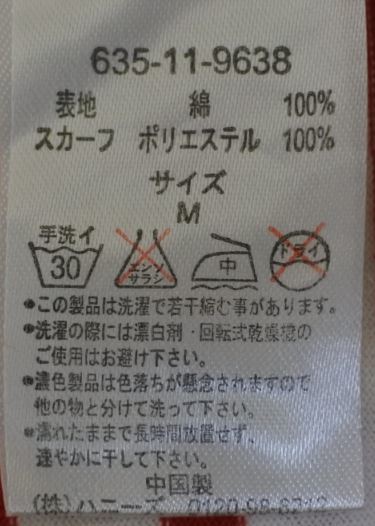 635-11-9638
表地 綿 100%
スカーフ ポリエステル 100%
サイズ
M
手洗イ
30
エンソ
サラシ
中
ドライ
●この製品は洗濯で若干縮む事があります。
●洗濯の際には漂白剤・回転式乾燥機の
ご使用はお避け下さい。
●濃色製品は色落ちが懸念されますので
他の物と分けて洗って下さい。
●濡れたままで長時間放置せず、
速やかに干して下さい。
中国製
(株)ハニーズ 0120-98-